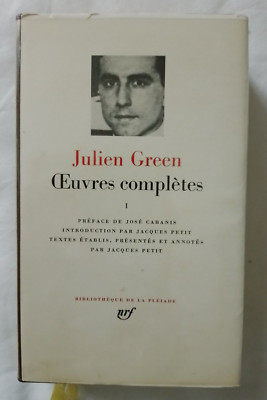 Julien Green
Œuvres complètes
I
PRÉFACE DE JOSÉ CABANIS
INTRODUCTION PAR JACQUES PETIT
TEXTES ÉTABLIS, PRÉSENTÉS ET ANNOTÉS
PAR JACQUES PETIT
BIBLIOTHÈQUE DE LA PLÉIADE
nrf